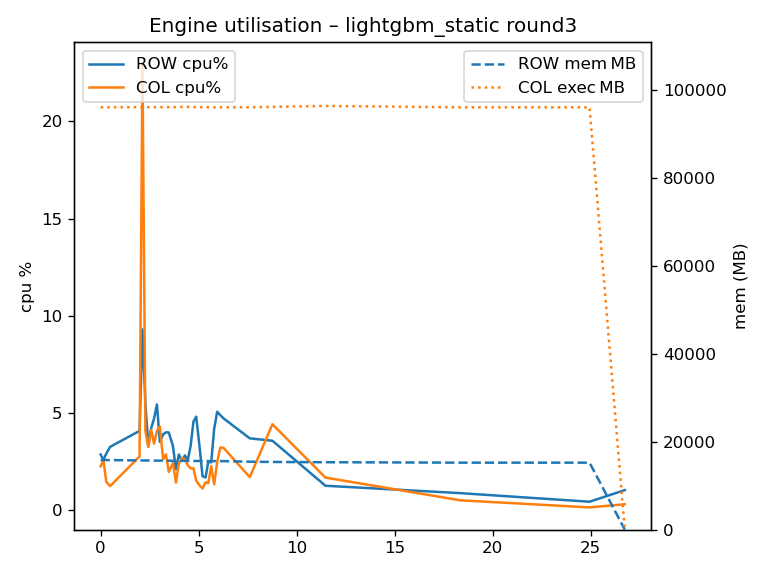 Engine utilisation – lightgbm_static round3
ROW cpu%
COL cpu%
ROW mem MB
COL exec MB
cpu %
20
15
10
5
0
100000
80000
60000
40000
20000
0
mem (MB)
0
5
10
15
20
25